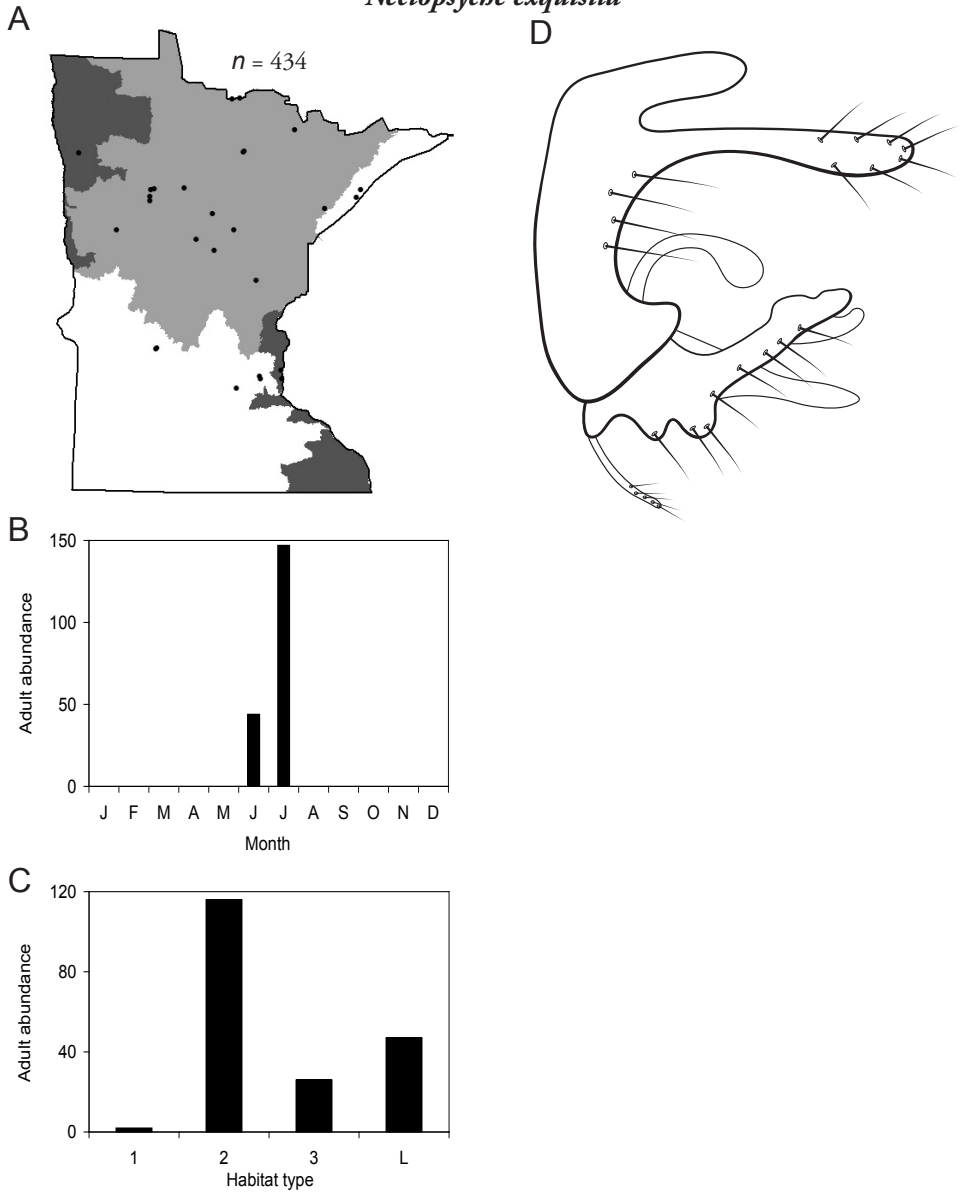 Nectopsyche exquisita
A
D
n = 434
B
150
100
50
0
Adult abundance
J F M A M J J A S O N D
Month
C
120
80
40
0
Adult abundance
1 2 3 L
Habitat type